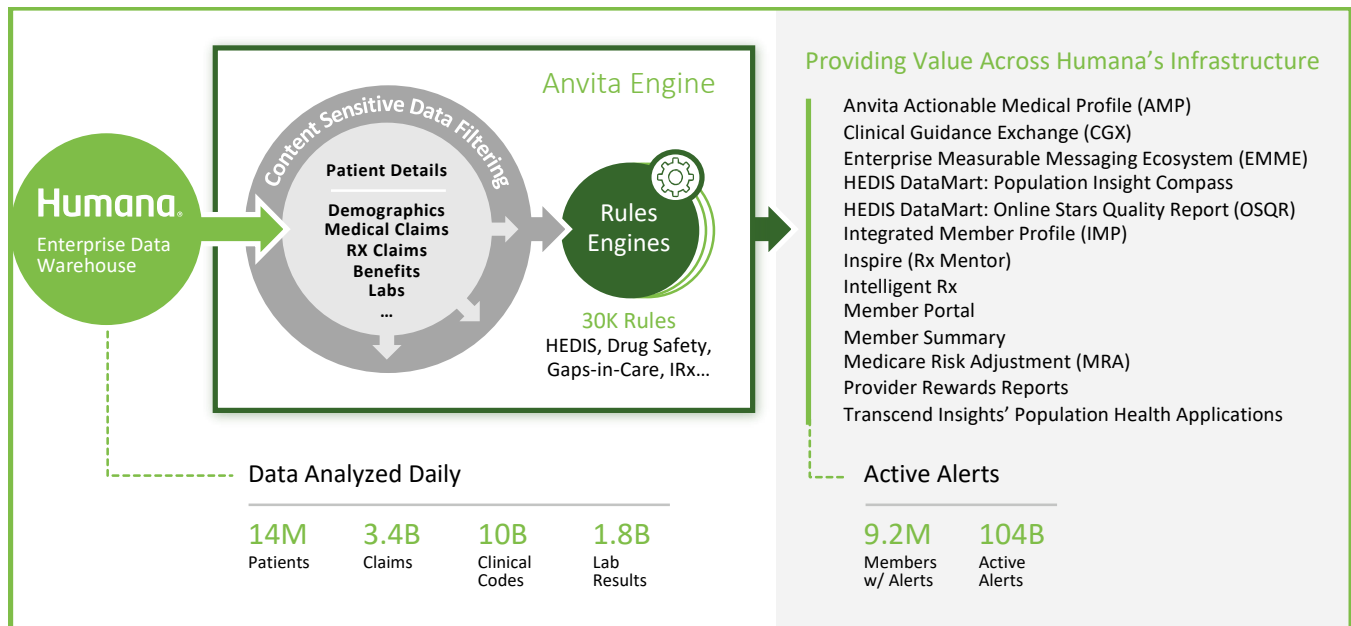 Humana®
Enterprise Data
Warehouse
Anvita Engine
Content Sensitive Data Filtering
Patient Details
Demographics
Medical Claims
RX Claims
Benefits
Labs
...
Rules
Engines
30K Rules
HEDIS, Drug Safety,
Gaps-in-Care, IRx...
Providing Value Across Humana’s Infrastructure
Anvita Actionable Medical Profile (AMP)
Clinical Guidance Exchange (CGX)
Enterprise Measurable Messaging Ecosystem (EMME)
HEDIS DataMart: Population Insight Compass
HEDIS DataMart: Online Stars Quality Report (OSQR)
Integrated Member Profile (IMP)
Inspire (Rx Mentor)
Intelligent Rx
Member Portal
Member Summary
Medicare Risk Adjustment (MRA)
Provider Rewards Reports
Transcend Insights’ Population Health Applications
Data Analyzed Daily
14M
Patients
3.4B
Claims
10B
Clinical
Codes
1.8B
Lab
Results
Active Alerts
9.2M
Members
w/ Alerts
104B
Active
Alerts